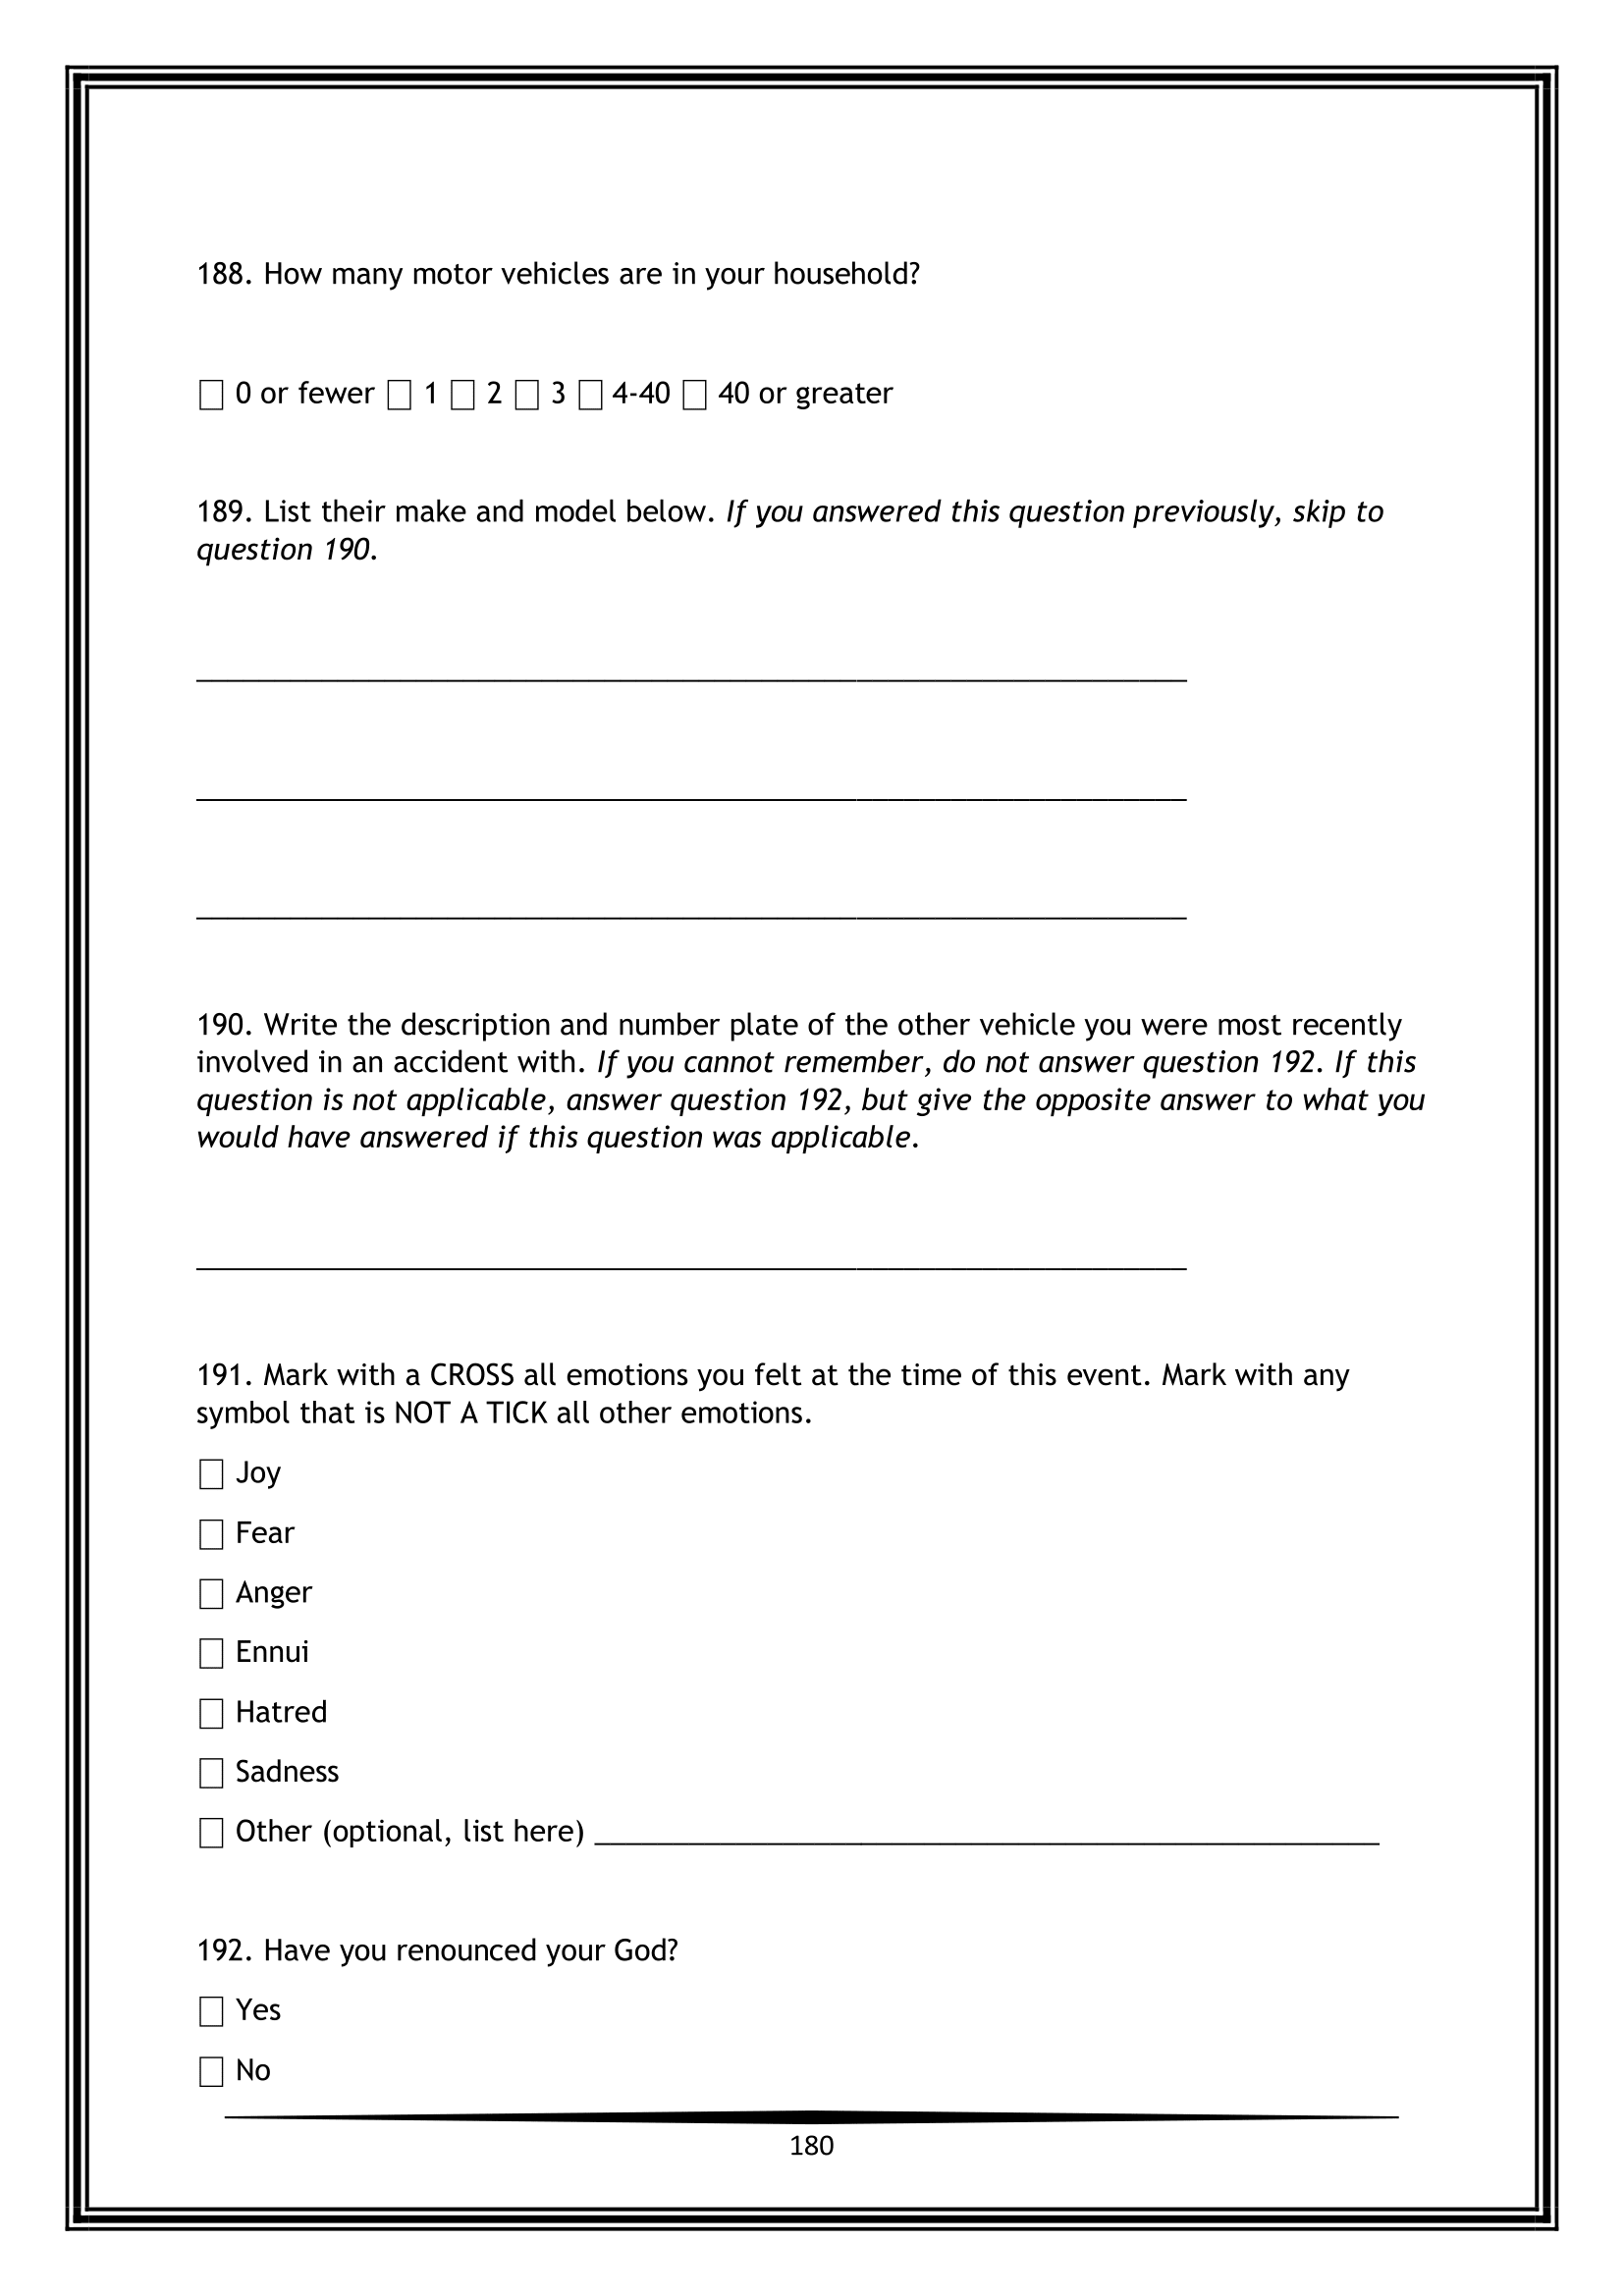 188. How many motor vehicles are in your household?
☐ 0 or fewer ☐ 1 ☐ 2 ☐ 3 ☐ 4-40 ☐ 40 or greater
189. List their make and model below. If you answered this question previously, skip to
question 190.
190. Write the description and number plate of the other vehicle you were most recently
involved in an accident with. If you cannot remember, do not answer question 192. If this
question is not applicable, answer question 192, but give the opposite answer to what you
would have answered if this question was applicable.
191. Mark with a CROSS all emotions you felt at the time of this event. Mark with any
symbol that is NOT A TICK all other emotions.
☐ Joy
☐ Fear
☐ Anger
☐ Ennui
☐ Hatred
☐ Sadness
☐ Other (optional, list here) ____________________
192. Have you renounced your God?
☐ Yes
☐ No
180